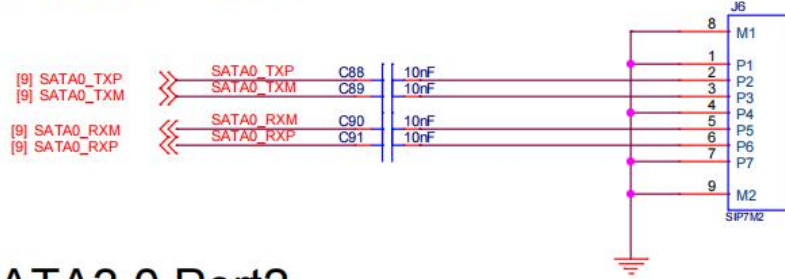 J6
8 M1
1 P1
[9] SATA0_TXP SATA0_TXP C88 10nF 2 P2
[9] SATA0_TXM SATA0_TXM C89 10nF 3 P3
4 P4
[9] SATA0_RXM SATA0_RXM C90 10nF 5 P5
[9] SATA0_RXP SATA0_RXP C91 10nF 6 P6
7 P7
9 M2
SIP7M2